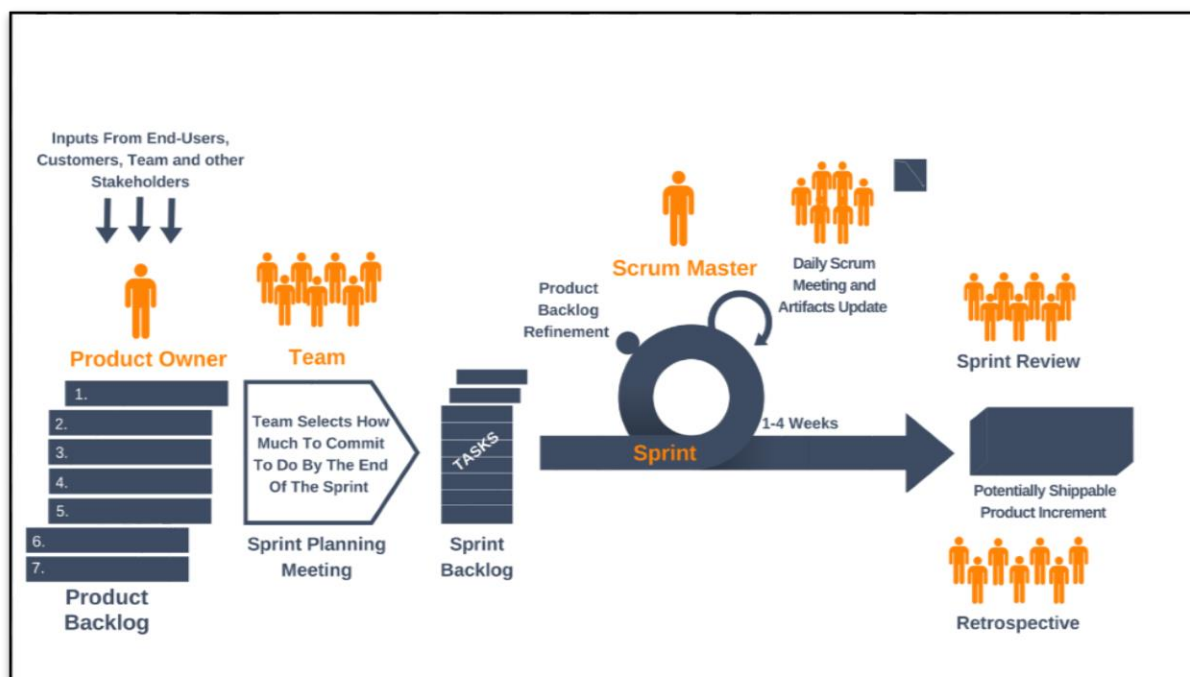 Inputs From End-Users,
Customers, Team and other
Stakeholders
Product Owner
1.
2.
3.
4.
5.
6.
7.
Product
Backlog
Team
Team Selects How
Much To Commit
To Do By The End
Of The Sprint
Sprint Planning
Meeting
TASKS
Sprint
Backlog
Scrum Master
Product
Backlog
Refinement
Daily Scrum
Meeting and
Artifacts Update
1-4 Weeks
Sprint
Sprint Review
Potentially Shippable
Product Increment
Retrospective